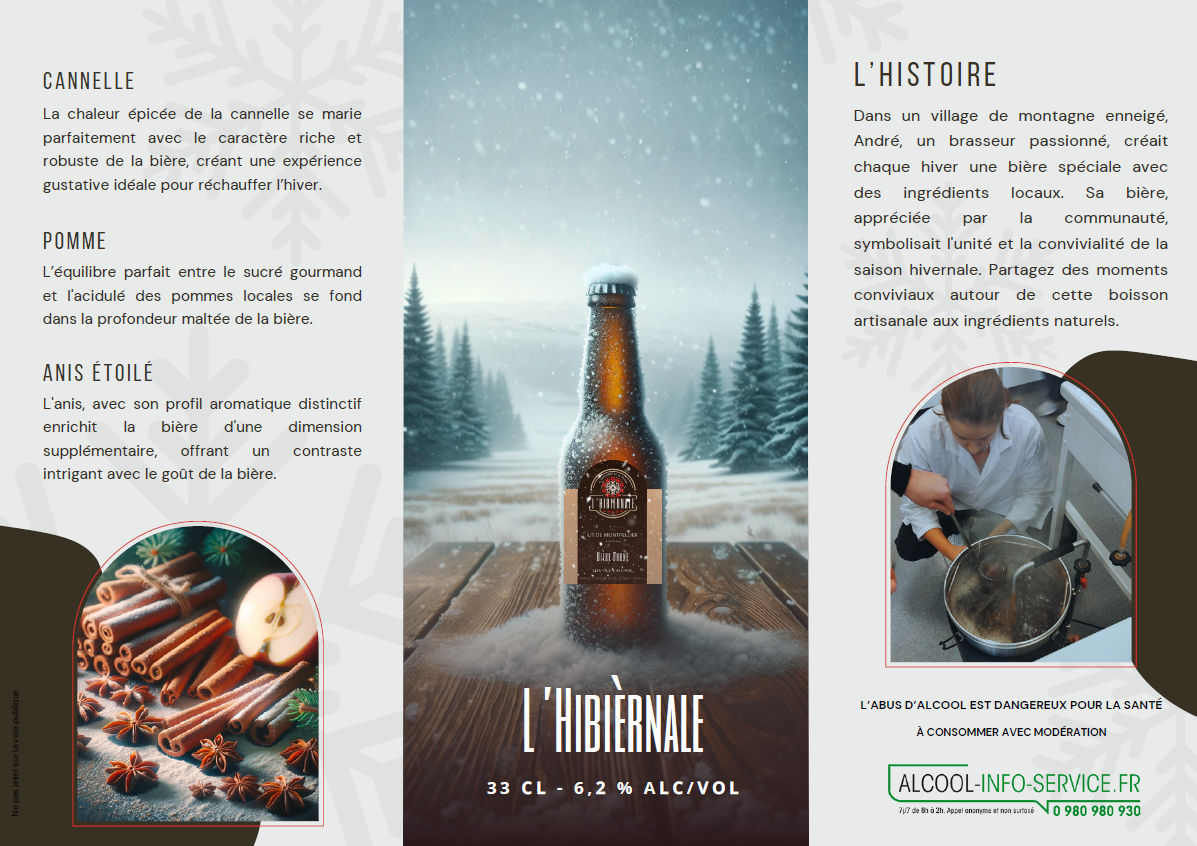 CANNELLE
La chaleur épicée de la cannelle se marie
parfaitement avec le caractère riche et
robuste de la bière, créant une expérience
gustative idéale pour réchauffer l’hiver.
POMME
L’équilibre parfait entre le sucré gourmand
et l'acidulé des pommes locales se fond
dans la profondeur maltée de la bière.
ANIS ÉTOILÉ
L'anis, avec son profil aromatique distinctif
enrichit la bière d'une dimension
supplémentaire, offrant un contraste
intrigant avec le goût de la bière.
Ne pas jeter sur la voie publique
L'HIBIÈRNALE
IUT DE MONTPELLIER
BIÈRE BRUNE
L’HIBIÈRNALE
33 CL - 6,2 % ALC/VOL
L’HISTOIRE
Dans un village de montagne enneigé,
André, un brasseur passionné, créait
chaque hiver une bière spéciale avec
des ingrédients locaux. Sa bière,
appréciée par la communauté,
symbolisait l'unité et la convivialité de la
saison hivernale. Partagez des moments
conviviaux autour de cette boisson
artisanale aux ingrédients naturels.
L’ABUS D’ALCOOL EST DANGEREUX POUR LA SANTÉ
À CONSOMMER AVEC MODÉRATION
ALCOOL-INFO-SERVICE.FR
7j/7 de 8h à 2h. Appel anonyme et non surtaxé
0 980 980 930